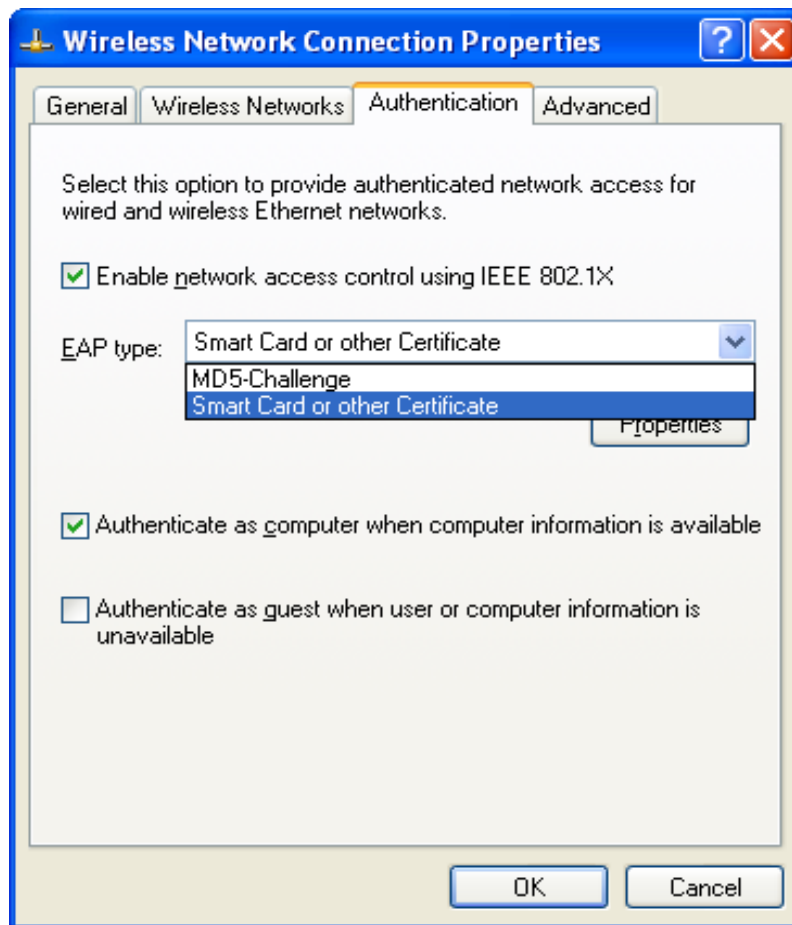 Wireless Network Connection Properties
General Wireless Networks Authentication Advanced
Select this option to provide authenticated network access for
wired and wireless Ethernet networks.
Enable network access control using IEEE 802.1X
EAP type: Smart Card or other Certificate
MD5-Challenge
Smart Card or other Certificate
Properties
Authenticate as computer when computer information is available
Authenticate as guest when user or computer information is
unavailable
OK Cancel